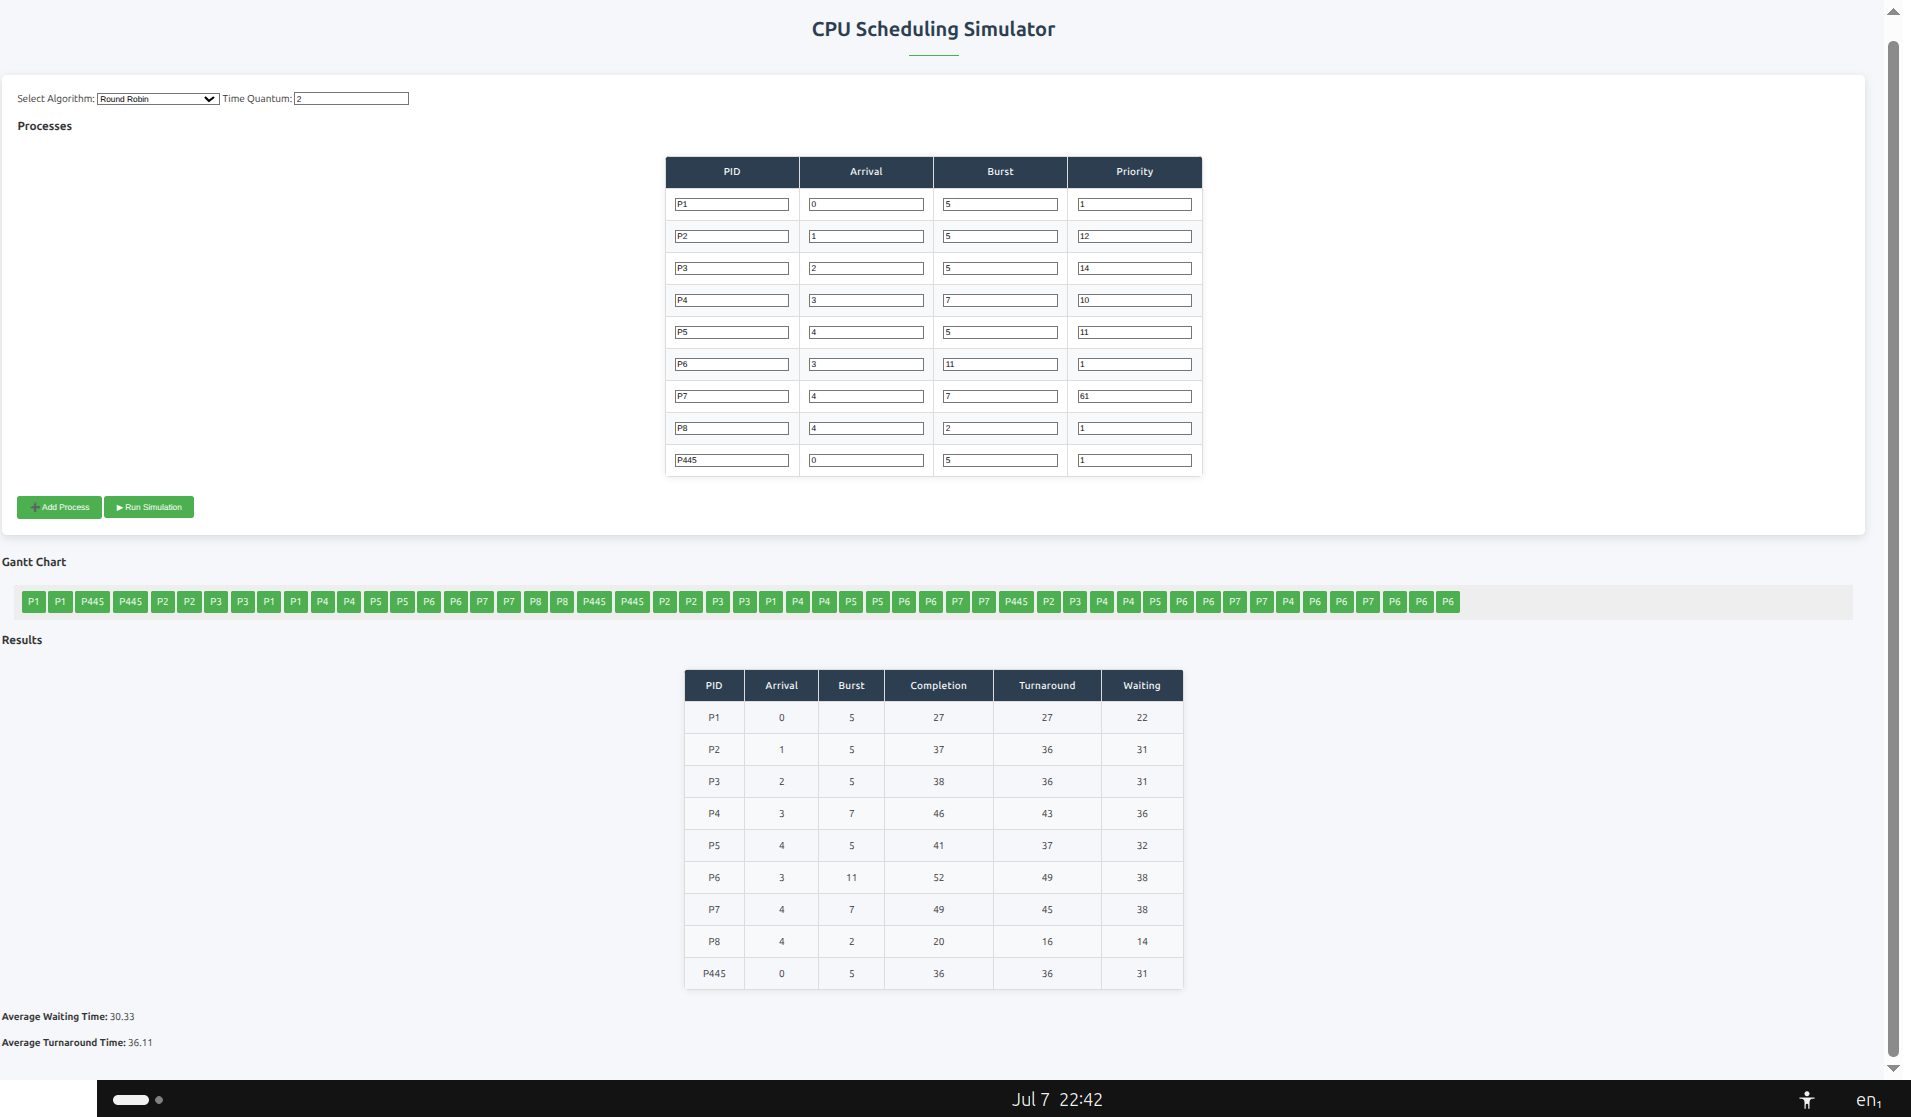 CPU Scheduling Simulator
Select Algorithm: Round Robin Time Quantum: 2
Processes
PID Arrival Burst Priority
P1 0 5 1
P2 1 5 12
P3 2 5 14
P4 3 7 10
P5 4 5 11
P6 3 11 1
P7 4 7 61
P8 4 2 1
P445 0 5 1
➕ Add Process ▶ Run Simulation
Gantt Chart
P1 P1 P445 P445 P2 P2 P3 P3 P1 P1 P4 P4 P5 P5 P6 P6 P7 P7 P8 P8 P445 P445 P2 P2 P3 P3 P1 P4 P4 P5 P5 P6 P6 P7 P7 P445 P2 P3 P4 P4 P5 P6 P6 P7 P7 P4 P6 P6 P7 P6 P6 P6
Results
PID Arrival Burst Completion Turnaround Waiting
P1 0 5 27 27 22
P2 1 5 37 36 31
P3 2 5 38 36 31
P4 3 7 46 43 36
P5 4 5 41 37 32
P6 3 11 52 49 38
P7 4 7 49 45 38
P8 4 2 20 16 14
P445 0 5 36 36 31
Average Waiting Time: 30.33
Average Turnaround Time: 36.11
Jul 7 22:42 en₁